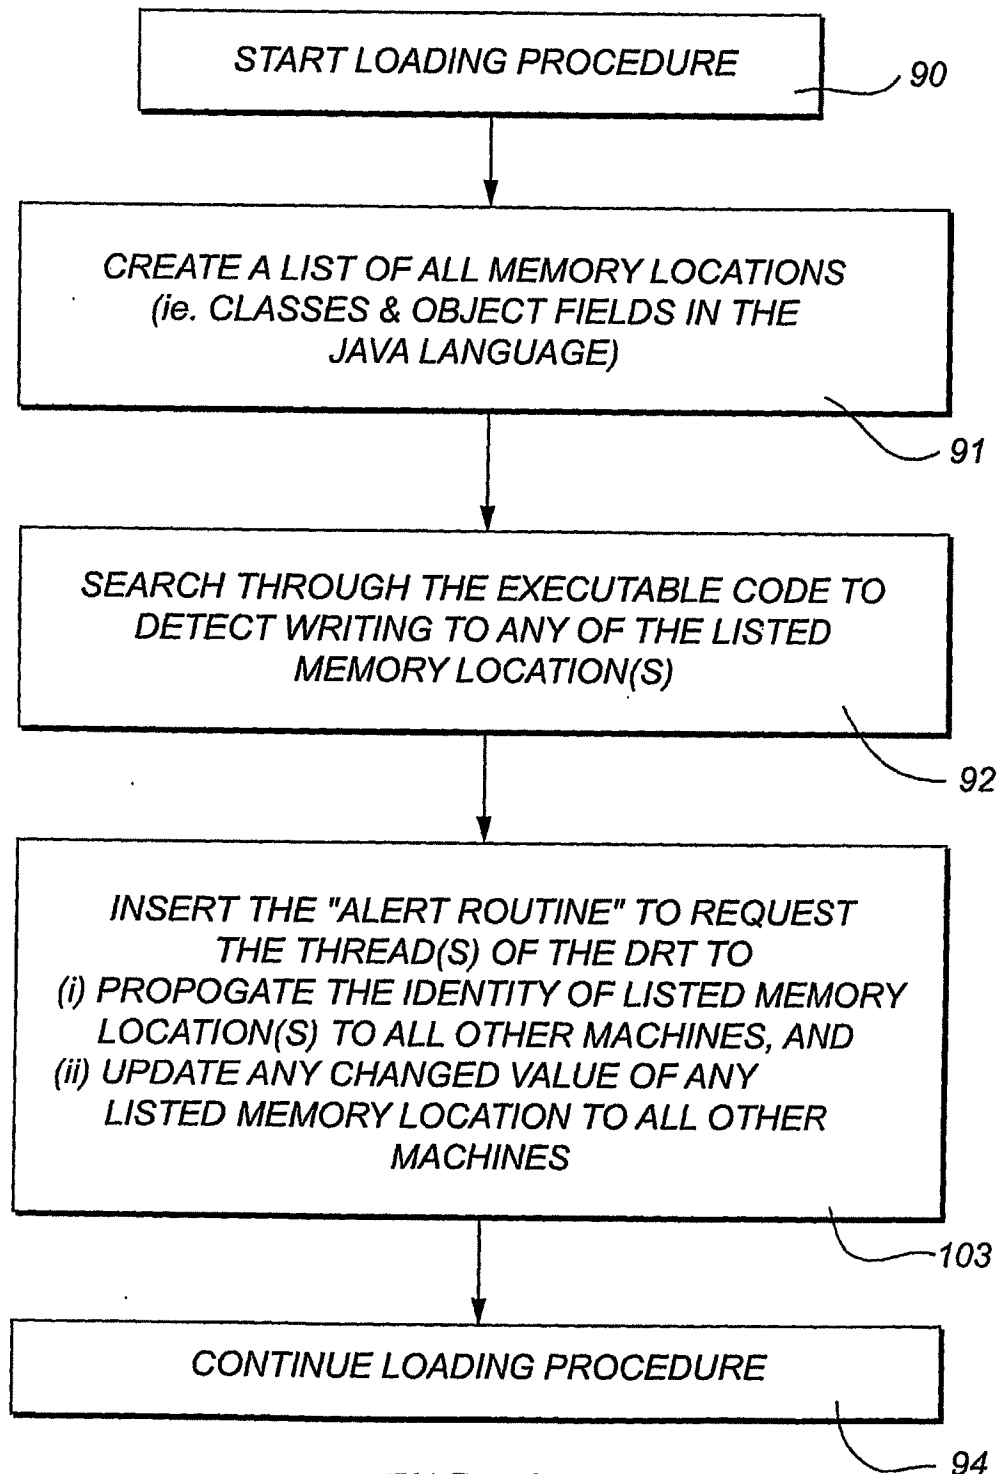 START LOADING PROCEDURE
90
CREATE A LIST OF ALL MEMORY LOCATIONS
(ie. CLASSES & OBJECT FIELDS IN THE
JAVA LANGUAGE)
91
SEARCH THROUGH THE EXECUTABLE CODE TO
DETECT WRITING TO ANY OF THE LISTED
MEMORY LOCATION(S)
92
INSERT THE "ALERT ROUTINE" TO REQUEST
THE THREAD(S) OF THE DRT TO
(i) PROPOGATE THE IDENTITY OF LISTED MEMORY
LOCATION(S) TO ALL OTHER MACHINES, AND
(ii) UPDATE ANY CHANGED VALUE OF ANY
LISTED MEMORY LOCATION TO ALL OTHER
MACHINES
103
CONTINUE LOADING PROCEDURE
94